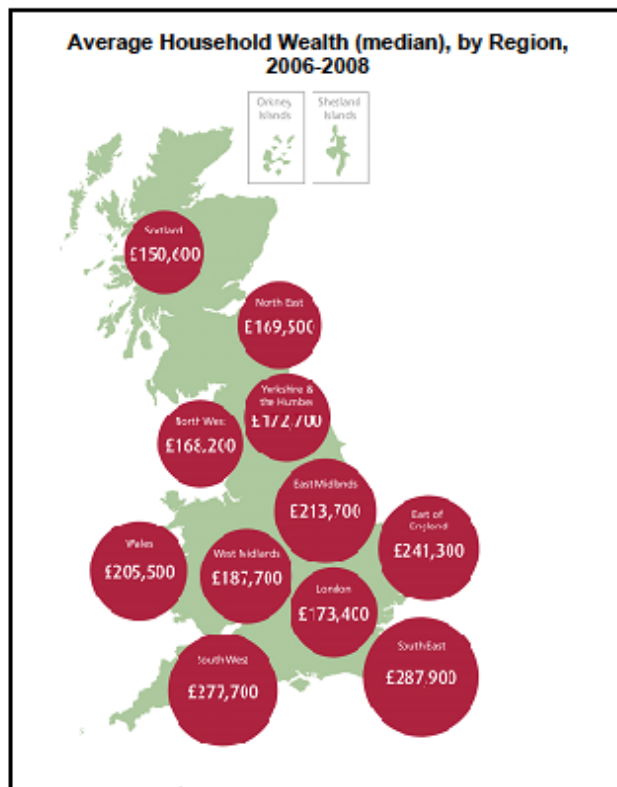 Average Household Wealth (median), by Region,
2006-2008
Orkney
Islands
Shetland
Islands
Scotland
£150,600
North East
£169,500
Yorkshire &
the Humber
£172,700
North West
£168,200
East Midlands
£213,700
East of
England
£241,300
Wales
£205,500
West Midlands
£187,700
London
£173,400
South West
£277,700
South East
£287,900